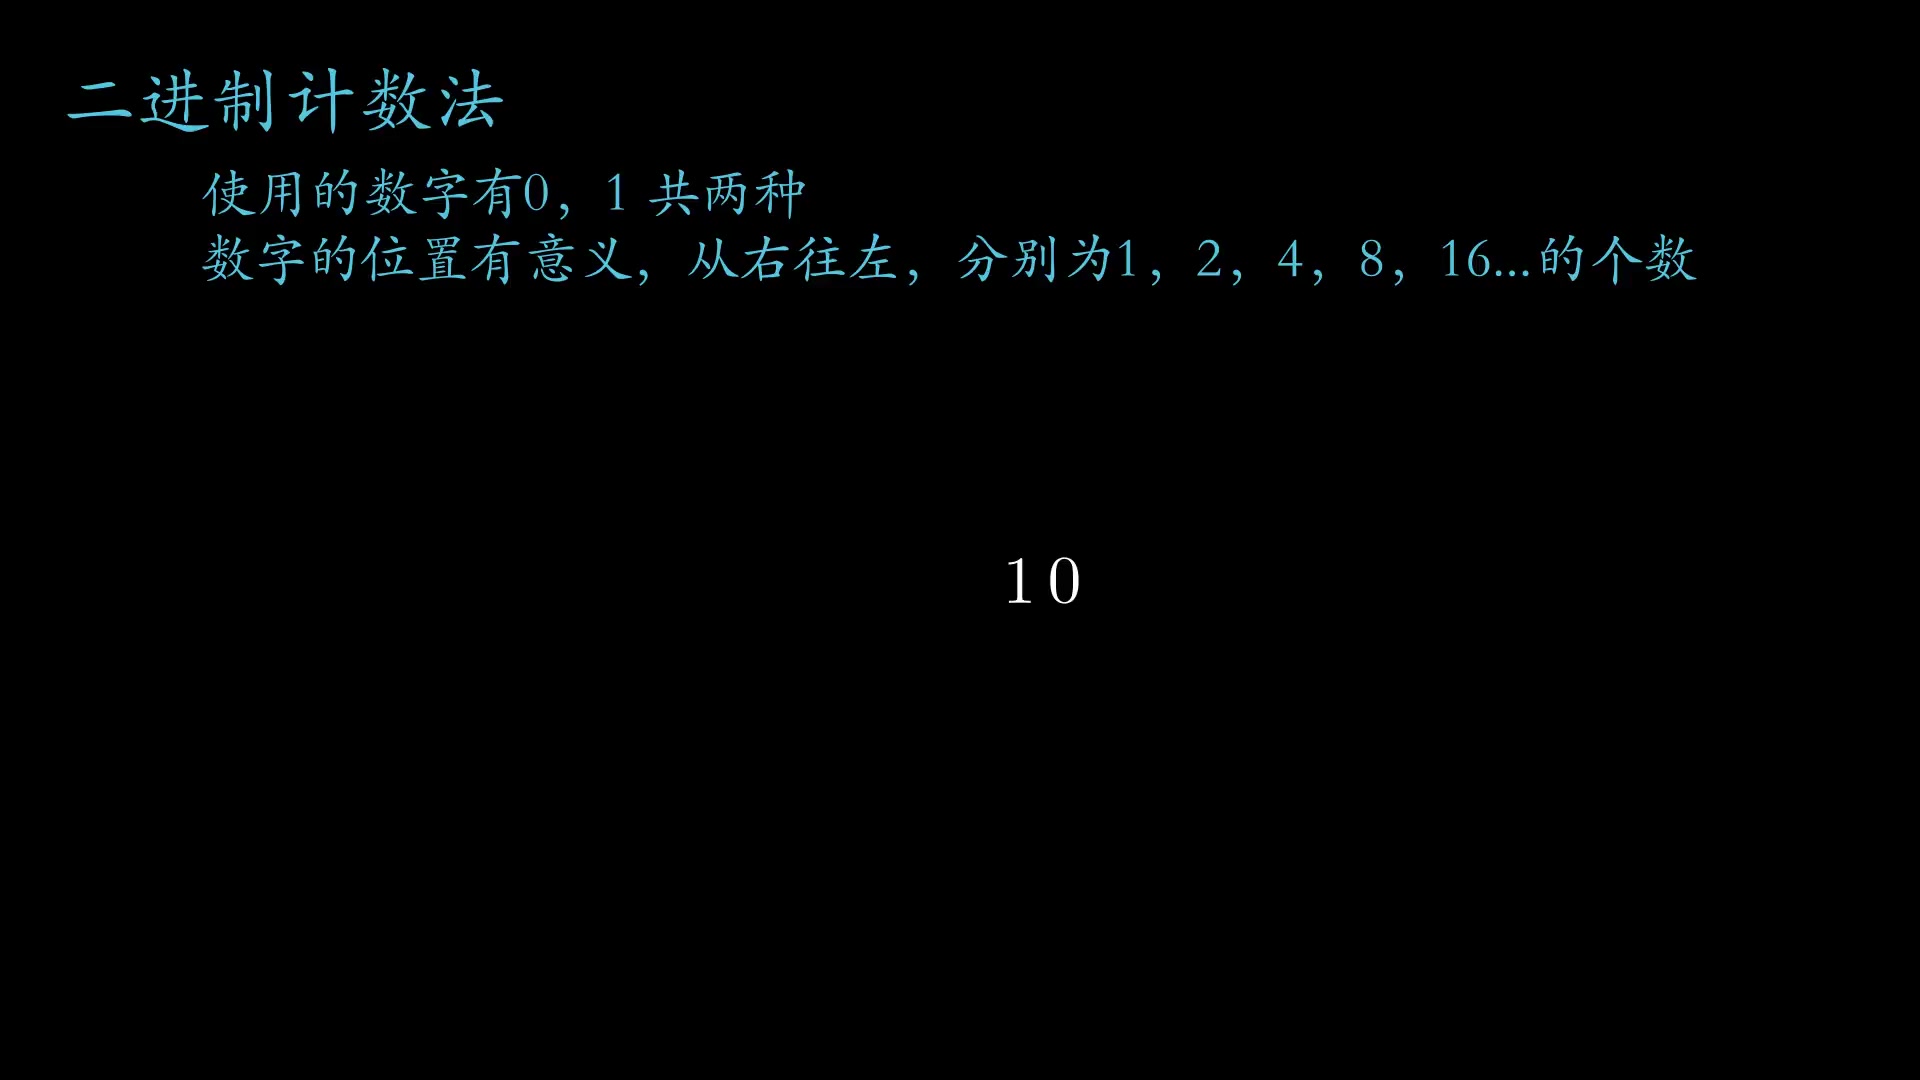 二进制计数法
使用的数字有0，1 共两种
数字的位置有意义，从右往左，分别为1，2，4，8，16...的个数
1 0